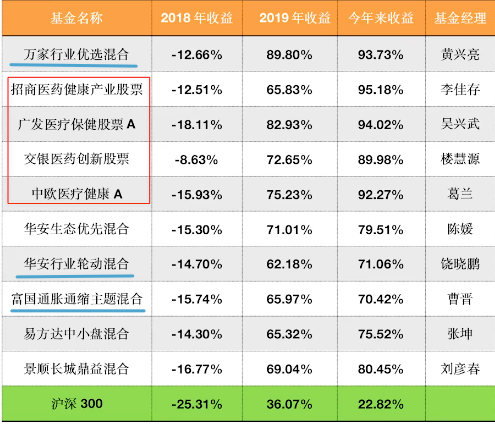 基金名称 2018年收益 2019年收益 今年来收益 基金经理
万家行业优选混合 -12.66% 89.80% 93.73% 黄兴亮
招商医药健康产业股票 -12.51% 65.83% 95.18% 李佳存
广发医疗保健股票 A -18.11% 82.93% 94.02% 吴兴武
交银医药创新股票 -8.63% 72.65% 89.98% 楼慧源
中欧医疗健康 A -15.93% 75.23% 92.27% 葛兰
华安生态优先混合 -15.30% 71.01% 79.51% 陈媛
华安行业轮动混合 -14.70% 62.18% 71.06% 饶晓鹏
富国通胀通缩主题混合 -15.74% 65.97% 70.42% 曹晋
易方达中小盘混合 -14.30% 65.32% 75.52% 张坤
景顺长城鼎益混合 -16.77% 69.04% 80.45% 刘彦春
沪深 300 -25.31% 36.07% 22.82%